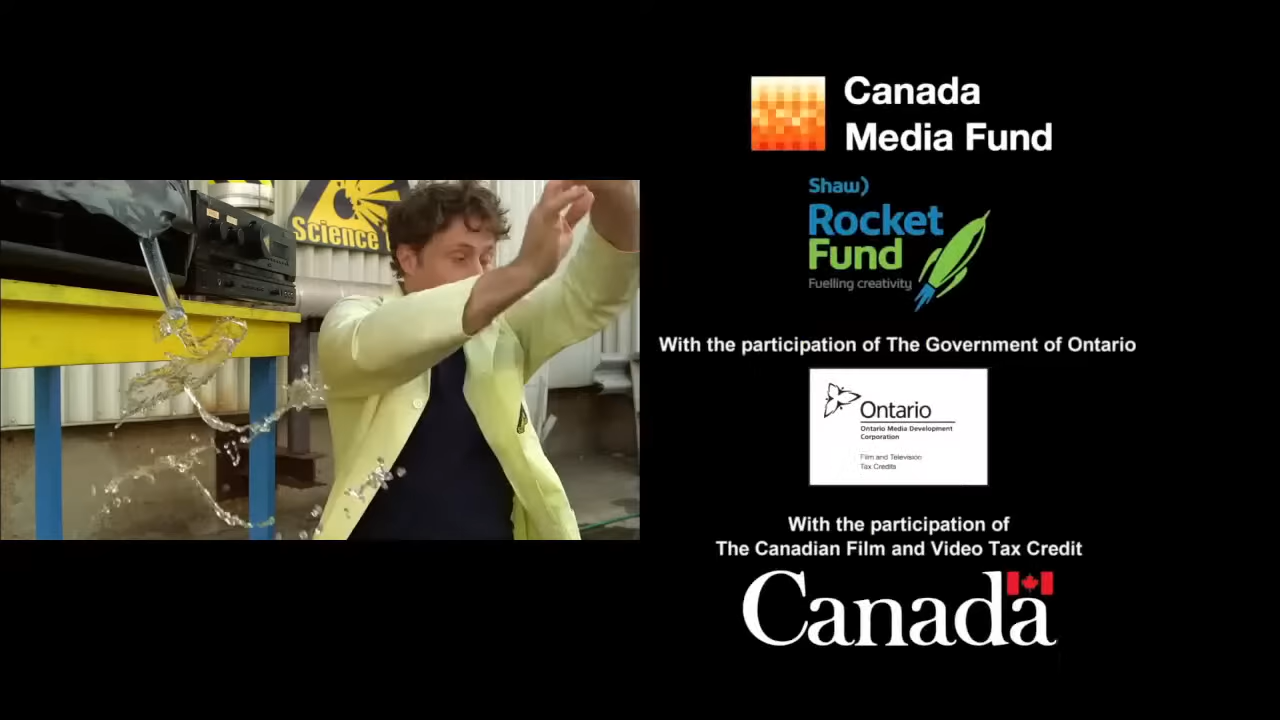 Science
Canada
Media Fund
Shaw)
Rocket
Fund
Fuelling creativity
With the participation of The Government of Ontario
Ontario
Ontario Media Development
Corporation
Film and Television
Tax Credits
With the participation of
The Canadian Film and Video Tax Credit
Canada